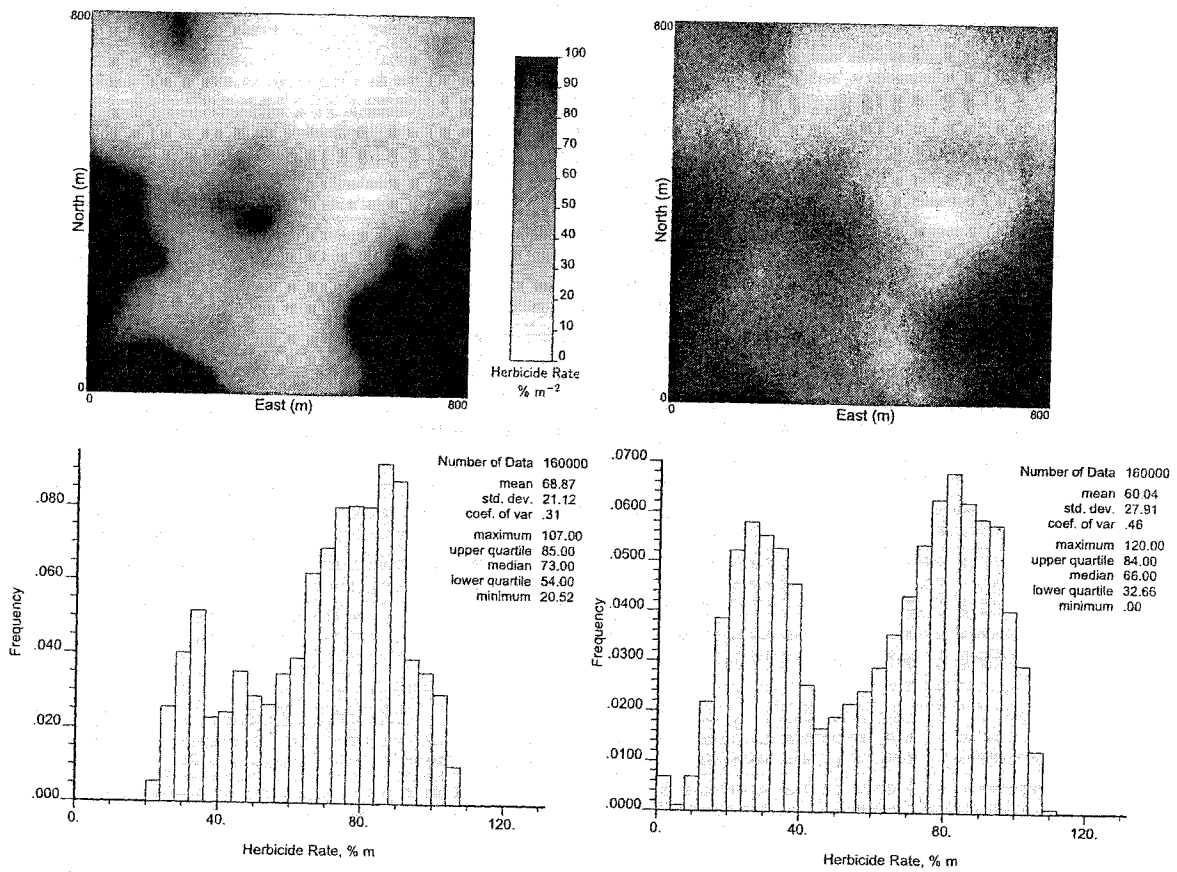 800
North (m)
0
0
East (m)
800
100
90
80
70
60
50
40
30
20
10
0
Herbicide Rate
% m⁻²
800
North (m)
0
0
East (m)
800
Number of Data 160000
mean 68.87
std. dev. 21.12
coef. of var .31
maximum 107.00
upper quartile 85.00
median 73.00
lower quartile 54.00
minimum 20.52
Frequency
.080
.060
.040
.020
.000
0.
40.
80.
120.
Herbicide Rate, % m
Number of Data 160000
mean 60.04
std. dev. 27.91
coef. of var .46
maximum 120.00
upper quartile 84.00
median 66.00
lower quartile 32.66
minimum .00
Frequency
.0700
.0600
.0500
.0400
.0300
.0200
.0100
.0000
0.
40.
80.
120.
Herbicide Rate, % m